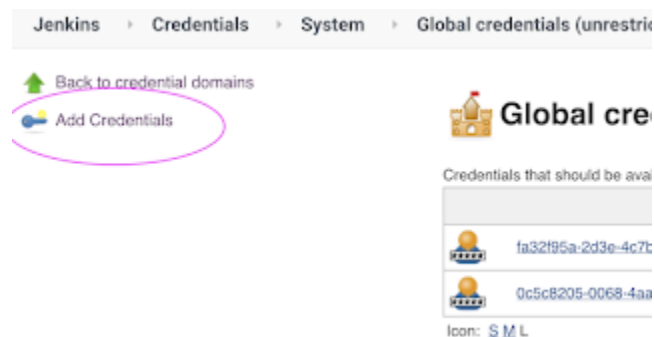 Jenkins Credentials System Global credentials (unrestric
Back to credential domains
Add Credentials
Global cre
Credentials that should be avai
fa32f95a-2d3e-4c7b
0c5c8205-0068-4aa
Icon: S M L